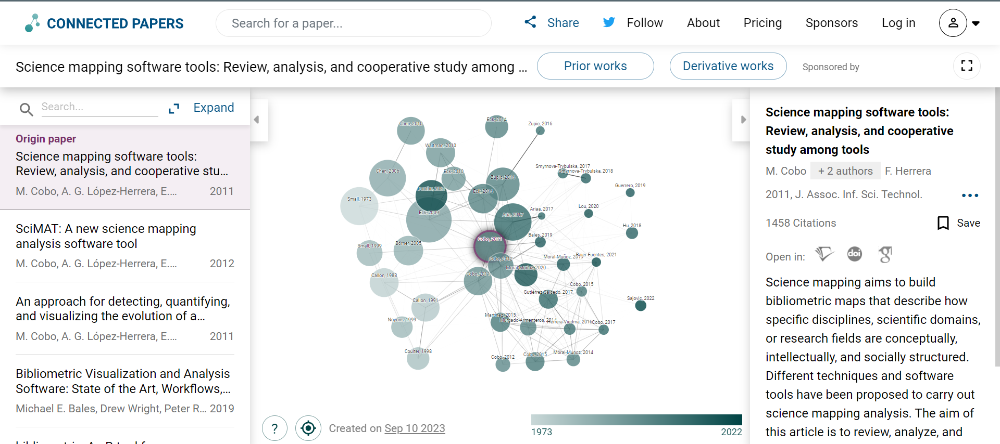 CONNECTED PAPERS
Search for a paper...
Share
Follow
About
Pricing
Sponsors
Log in
Science mapping software tools: Review, analysis, and cooperative study among ...
Prior works
Derivative works
Sponsored by
Search...
Expand
Origin paper
Science mapping software tools:
Review, analysis, and cooperative stu...
M. Cobo, A. G. López-Herrera, E.... 2011
SciMAT: A new science mapping
analysis software tool
M. Cobo, A. G. López-Herrera, E.... 2012
An approach for detecting, quantifying,
and visualizing the evolution of a...
M. Cobo, A. G. López-Herrera, E.... 2011
Bibliometric Visualization and Analysis
Software: State of the Art, Workflows,...
Michael E. Bales, Drew Wright, Peter R... 2019
Chen, 2010
Eck, 2014
Zupic, 2016
Waltman, 2010
Chen, 2006
Eck, 2010
Zupic, 2014
Smyrnova-Trybulska, 2017
Smyrnova-Trybulska, 2018
Guerrero, 2019
Donthu, 2021
Eck, 2014
Small, 1973
Eck, 2009
Aria, 2017
Ariaa, 2017
Lou, 2020
Hu, 2018
Cobo, 2011
Bales, 2019
Small, 1999
Börner, 2005
Cobo, 2012
Moral-Muñoz, 2019
Bajer-Fuentes, 2021
Moral-Muñoz, 2020
Callon, 1983
Cobo, 2011
Cobo, 2015
Gutiérrez-Salcedo, 2017
Sajovic, 2022
Callon, 1991
Noyons, 1999
Martínez, 2015
Murgado-Armenteros, 2014
Herrera-Viedma, 2016
Cobo, 2017
Coulter, 1998
Cobo, 2012
Cobo, 2015
Moral-Munoz, 2014
?
Created on Sep 10 2023
1973
2022
Science mapping software tools:
Review, analysis, and cooperative
study among tools
M. Cobo + 2 authors F. Herrera
2011, J. Assoc. Inf. Sci. Technol.
1458 Citations
Save
Open in:
doi
g
Science mapping aims to build
bibliometric maps that describe how
specific disciplines, scientific domains,
or research fields are conceptually,
intellectually, and socially structured.
Different techniques and software
tools have been proposed to carry out
science mapping analysis. The aim of
this article is to review, analyze, and